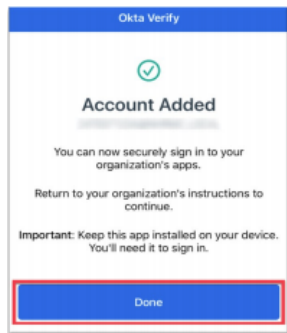 Okta Verify
Account Added
You can now securely sign in to your
organization's apps.
Return to your organization's instructions to
continue.
Important: Keep this app installed on your device.
You'll need it to sign in.
Done